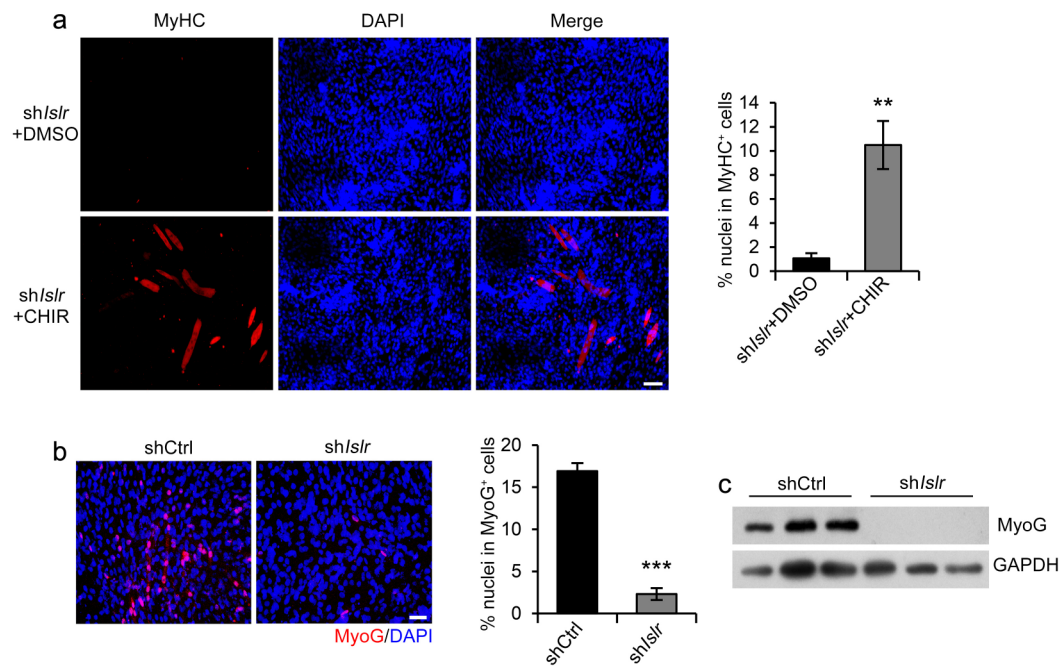 a
MyHC
DAPI
Merge
shIslr
+DMSO
shIslr
+CHIR
% nuclei in MyHC+ cells
14
12
10
8
6
4
2
0
**
shIslr+DMSO
shIslr+CHIR
b
shCtrl
shIslr
MyoG/DAPI
% nuclei in MyoG+ cells
20
15
10
5
0
***
shCtrl
shIslr
c
shCtrl
shIslr
MyoG
GAPDH